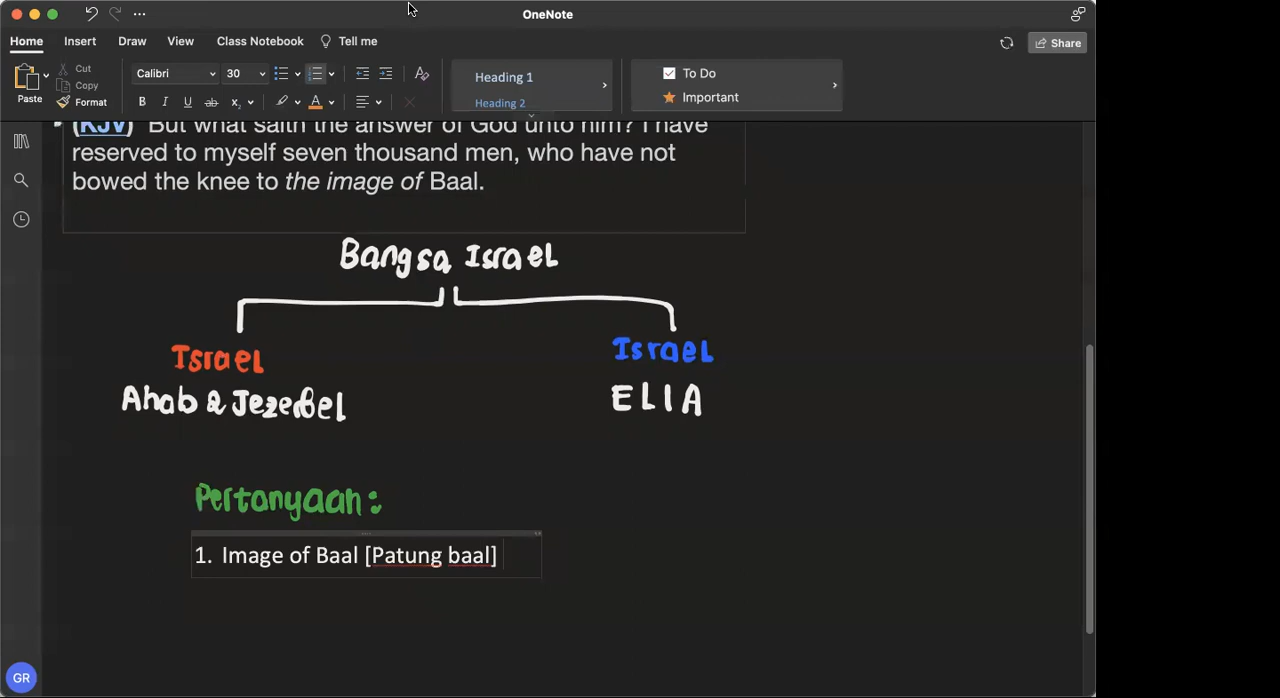 OneNote
Home Insert Draw View Class Notebook Tell me
Share
Paste
Cut
Copy
Format
Calibri 30
B I U ab x₂ A
Heading 1
Heading 2
To Do
Important
(KJV) But what saith the answer of God unto him? I have
reserved to myself seven thousand men, who have not
bowed the knee to the image of Baal.
Bangsa Israel
Israel Israel
Ahab & Jezebel ELIA
Pertanyaan:
1. Image of Baal [Patung baal]
GR